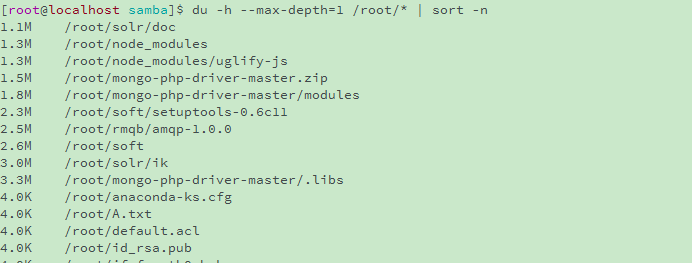 [root@localhost samba]$ du -h --max-depth=1 /root/* | sort -n
1.1M /root/solr/doc
1.3M /root/node_modules
1.3M /root/node_modules/uglify-js
1.5M /root/mongo-php-driver-master.zip
1.8M /root/mongo-php-driver-master/modules
2.3M /root/soft/setuptools-0.6c11
2.5M /root/rmqb/amqp-1.0.0
2.6M /root/soft
3.0M /root/solr/ik
3.3M /root/mongo-php-driver-master/.libs
4.0K /root/anaconda-ks.cfg
4.0K /root/A.txt
4.0K /root/default.acl
4.0K /root/id_rsa.pub